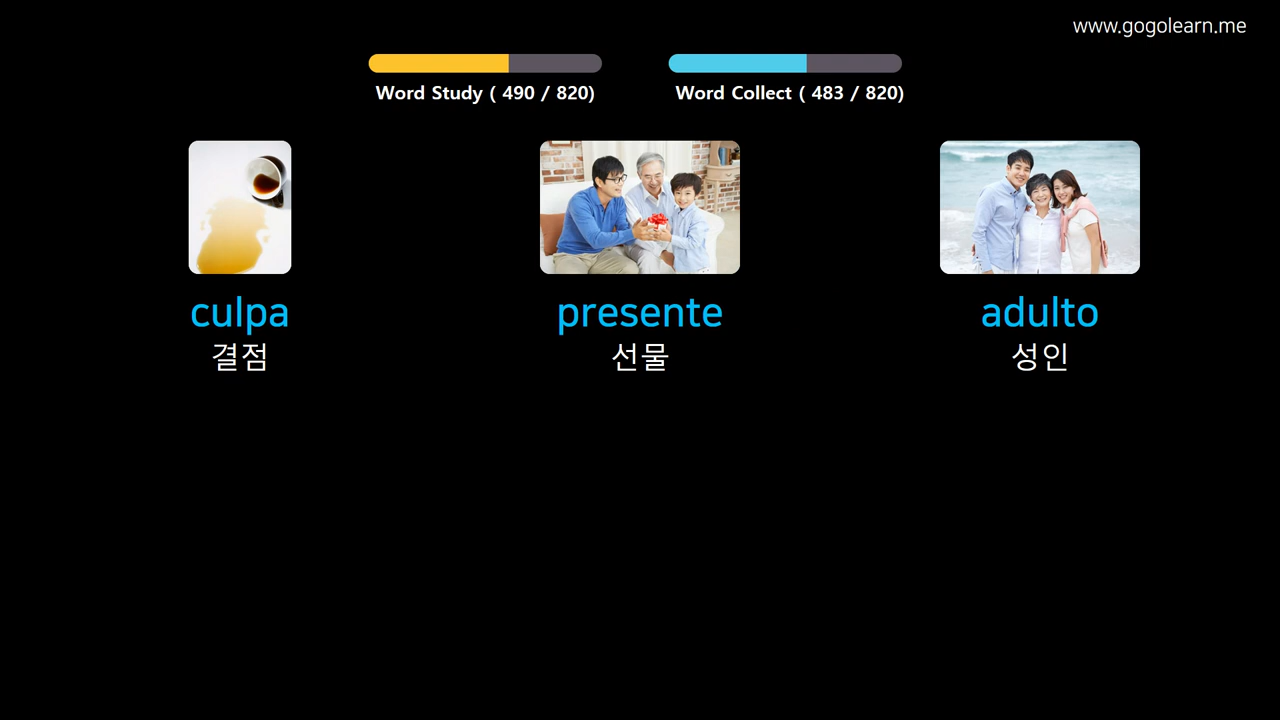 www.gogolearn.me
Word Study ( 490 / 820)
Word Collect ( 483 / 820)
culpa
결점
presente
선물
adulto
성인